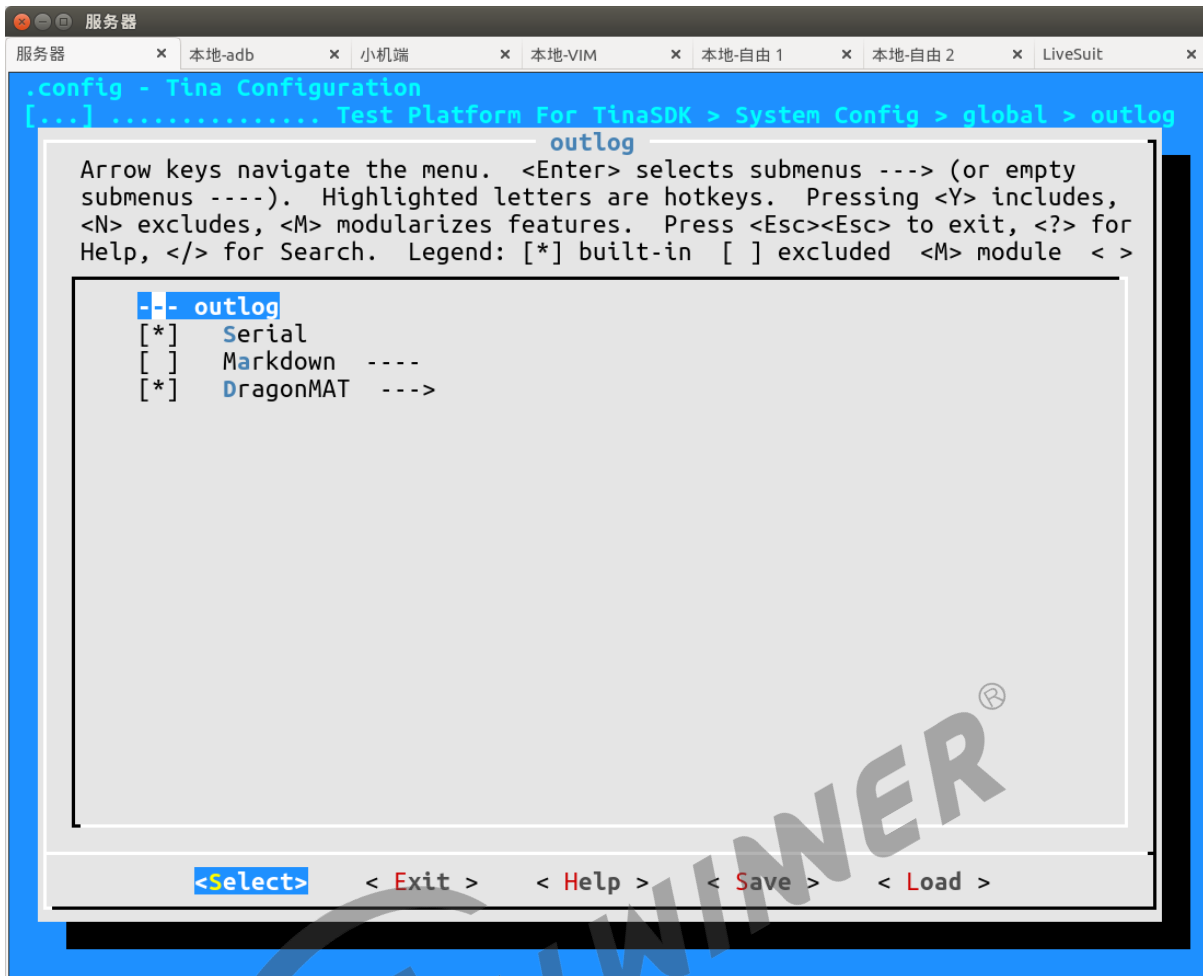 服务器
服务器 × 本地-adb × 小机端 × 本地-VIM × 本地-自由 1 × 本地-自由 2 × LiveSuit ×
.config - Tina Configuration
[...] ............... Test Platform For TinaSDK > System Config > global > outlog
outlog
Arrow keys navigate the menu.  <Enter> selects submenus ---> (or empty
submenus ----).  Highlighted letters are hotkeys.  Pressing <Y> includes,
<N> excludes, <M> modularizes features.  Press <Esc><Esc> to exit, <?> for
Help, </> for Search.  Legend: [*] built-in  [ ] excluded  <M> module  < >
--- outlog
[*]   Serial
[ ]   Markdown  ----
[*]   DragonMAT  --->
<Select>    < Exit >    < Help >    < Save >    < Load >